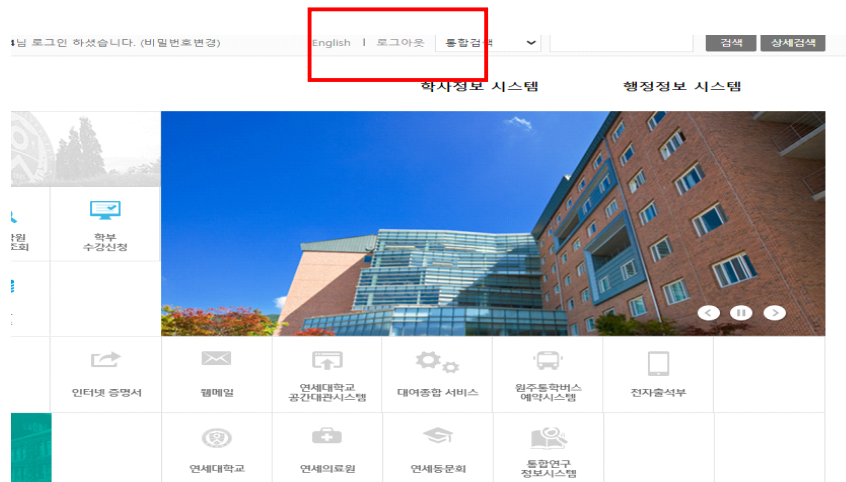 님 로그인 하셨습니다. (비밀번호변경)
English | 로그아웃
통합검색
검색
상세검색
학사정보 시스템
행정정보 시스템
학부
수강신청
인터넷 증명서
웹메일
연세대학교
공간대관시스템
대여종합 서비스
원주통학버스
예약시스템
전자출석부
연세대학교
연세의료원
연세동문회
통합연구
정보시스템